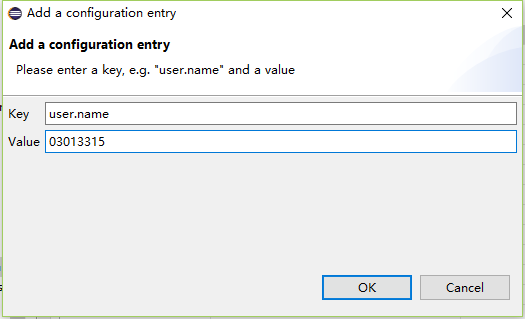 Add a configuration entry
Add a configuration entry
Please enter a key, e.g. "user.name" and a value
Key user.name
Value 03013315
OK Cancel